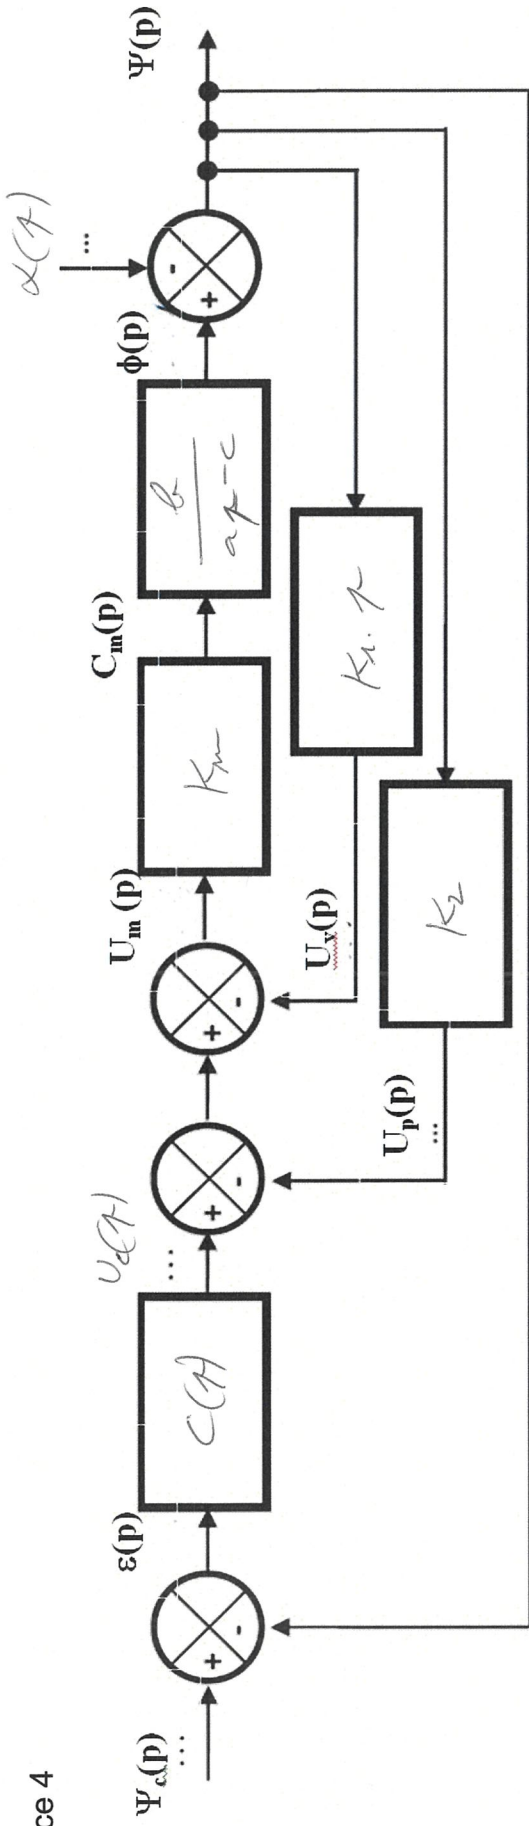 ce 4
Ψc(p)
...
ε(p)
C(p)
Uc(p)
...
Um(p)
Km
Cm(p)
b
ap-c
ϕ(p)
α(p)
...
Ψ(p)
+
-
+
-
+
-
+
-
Uv(p)
K1.p
Up(p)
...
K2